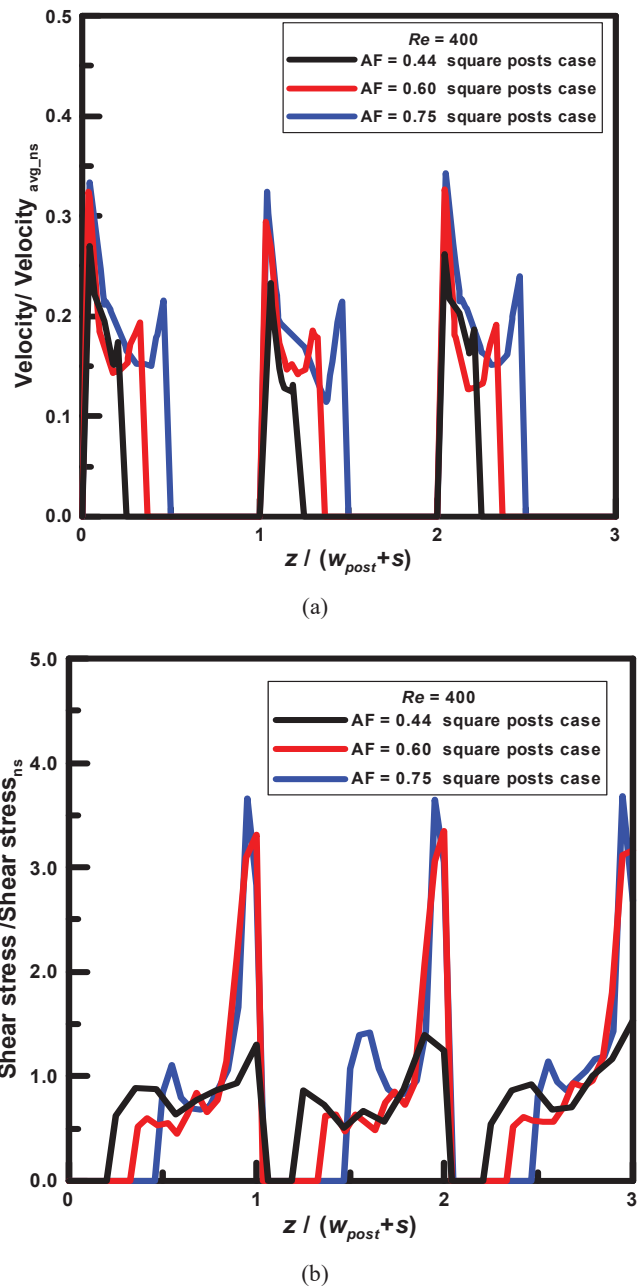 0.5
Re = 400
AF = 0.44 square posts case
AF = 0.60 square posts case
AF = 0.75 square posts case
0.4
0.3
0.2
0.1
0.0
Velocity/ Velocity avg_ns
0 1 2 3
z / (wpost+s)
(a)
5.0
Re = 400
AF = 0.44 square posts case
AF = 0.60 square posts case
AF = 0.75 square posts case
4.0
3.0
2.0
1.0
0.0
Shear stress /Shear stressns
0 1 2 3
z / (wpost+s)
(b)